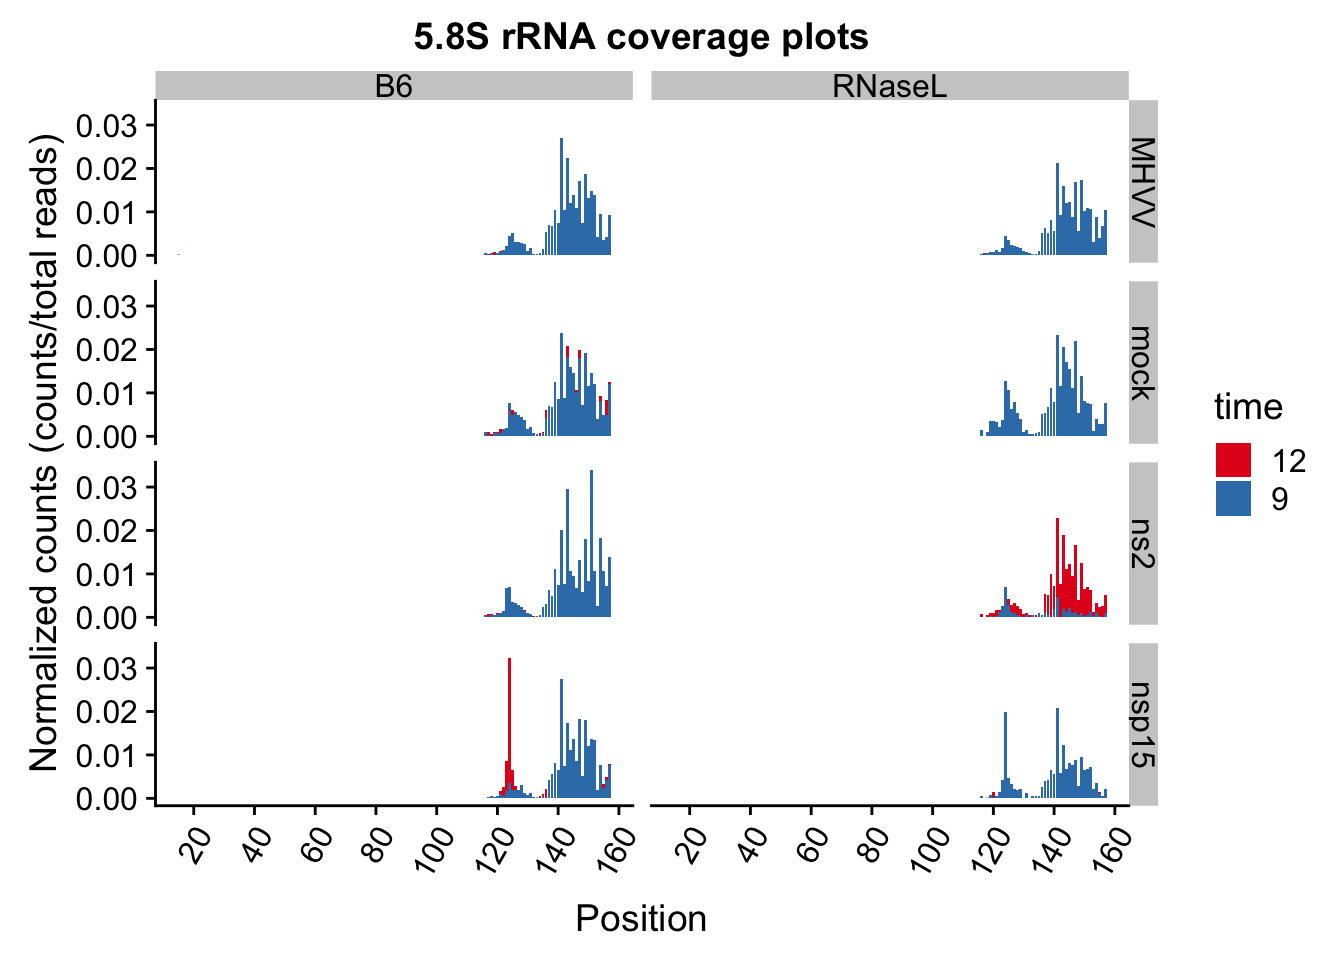 5.8S rRNA coverage plots
B6
RNaseL
Normalized counts (counts/total reads)
0.03
0.02
0.01
0.00
MHVV
0.03
0.02
0.01
0.00
mock
0.03
0.02
0.01
0.00
ns2
0.03
0.02
0.01
0.00
nsp15
20 40 60 80 100 120 140 160
20 40 60 80 100 120 140 160
Position
time
12
9